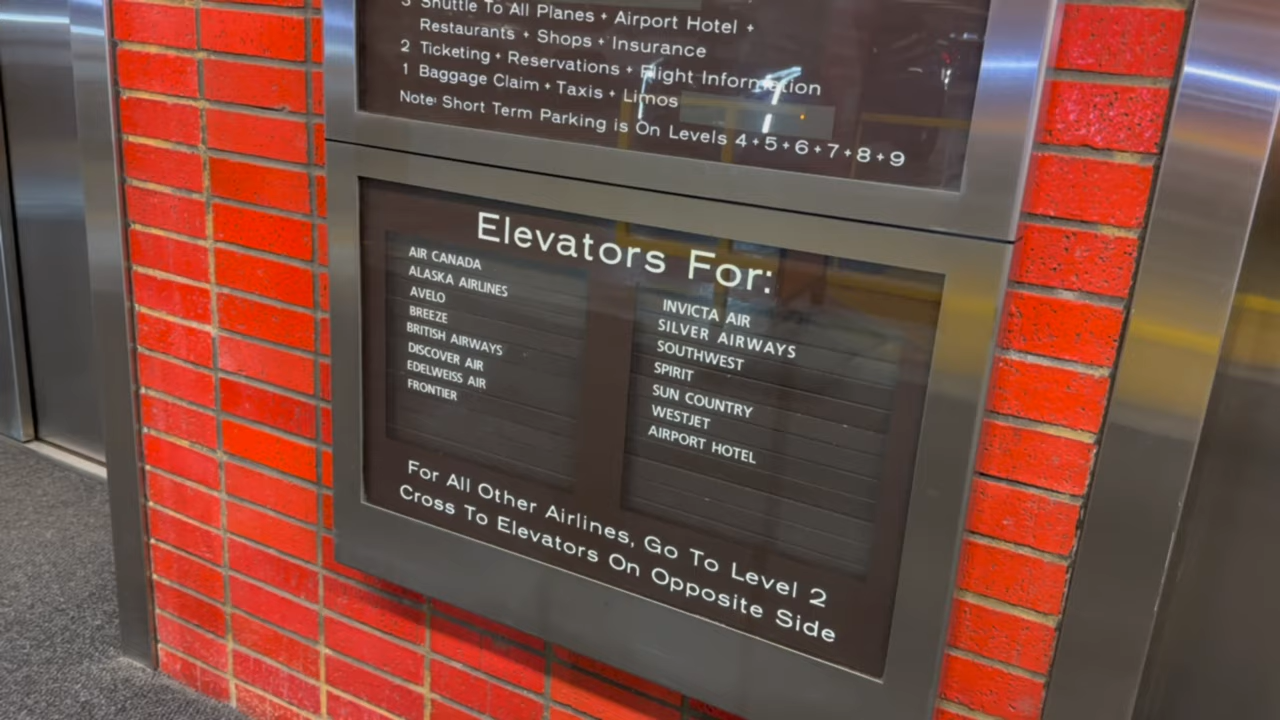 3 Shuttle To All Planes + Airport Hotel +
Restaurants + Shops + Insurance
2 Ticketing + Reservations + Flight Information
1 Baggage Claim + Taxis + Limos
Note: Short Term Parking is On Levels 4+5+6+7+8+9
Elevators For:
AIR CANADA
ALASKA AIRLINES
AVELO
BREEZE
BRITISH AIRWAYS
DISCOVER AIR
EDELWEISS AIR
FRONTIER
INVICTA AIR
SILVER AIRWAYS
SOUTHWEST
SPIRIT
SUN COUNTRY
WESTJET
AIRPORT HOTEL
For All Other Airlines, Go To Level 2
Cross To Elevators On Opposite Side